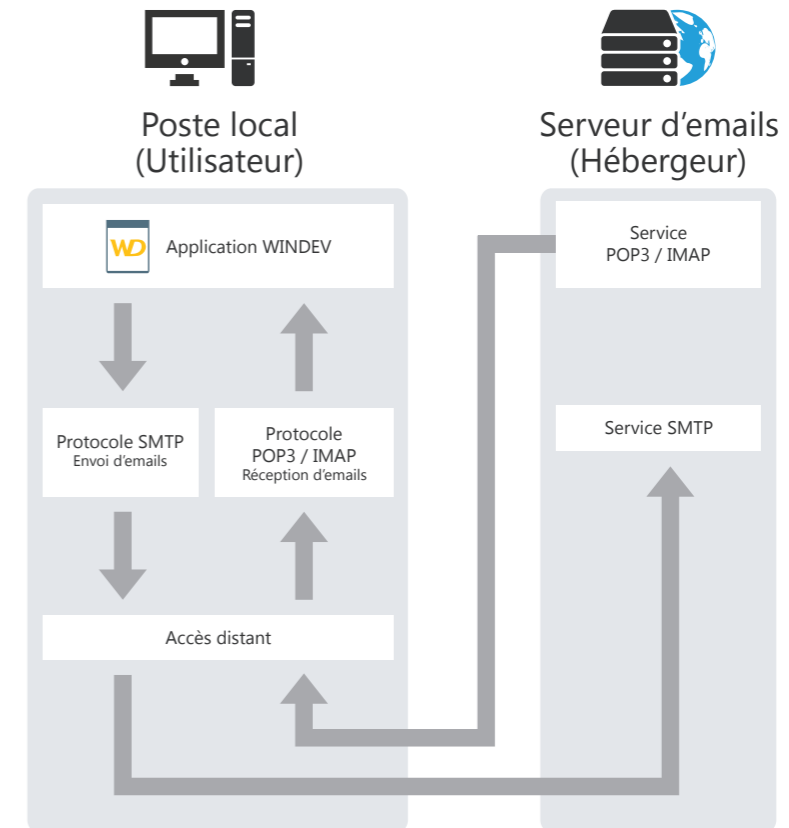 Poste local
(Utilisateur)
Serveur d'emails
(Hébergeur)
WD
Application WINDEV
Service
POP3 / IMAP
Protocole SMTP
Envoi d'emails
Protocole
POP3 / IMAP
Réception d'emails
Service SMTP
Accès distant